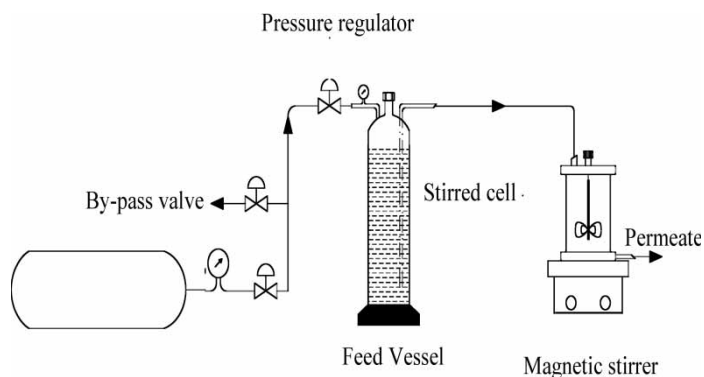 Pressure regulator
By-pass valve
Stirred cell
Permeate
Feed Vessel
Magnetic stirrer